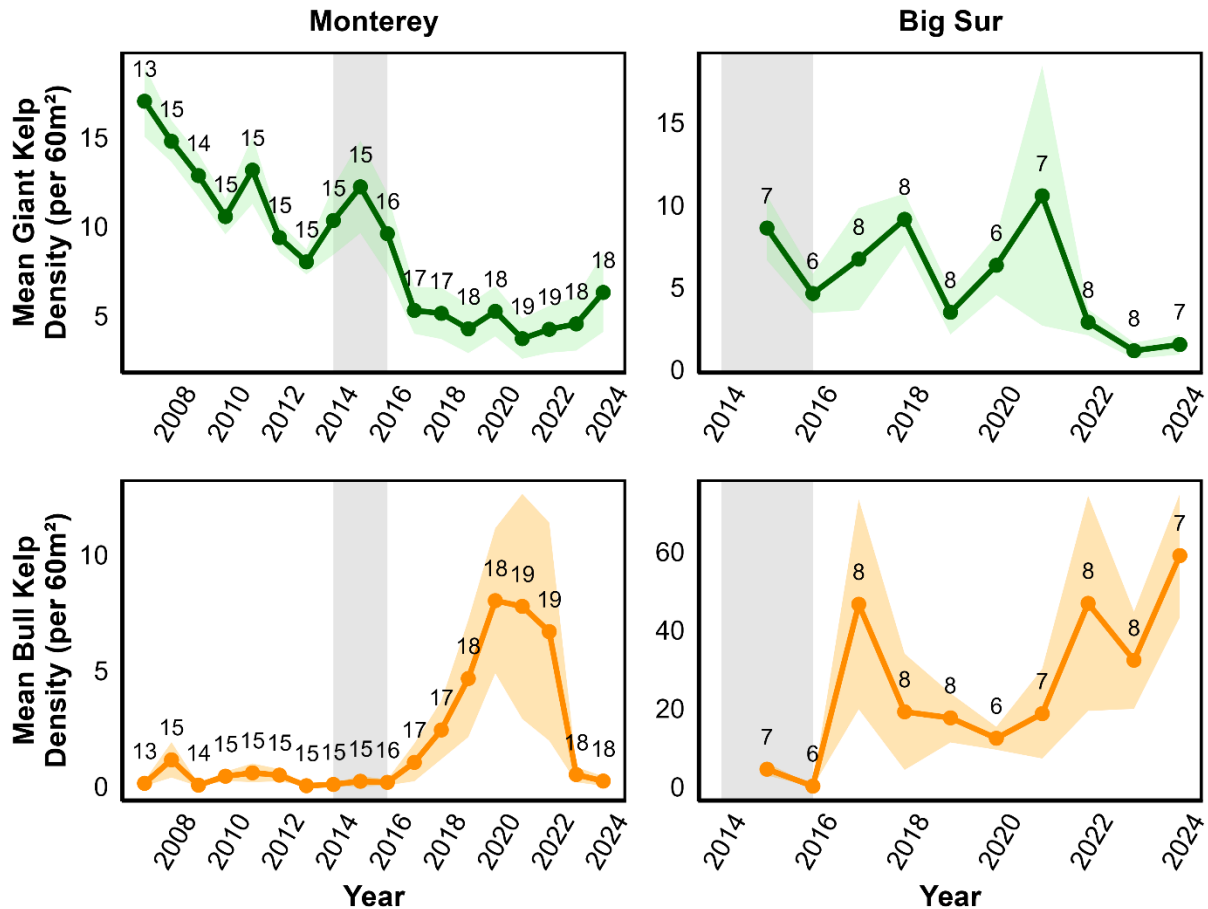 Monterey
Big Sur
Mean Giant Kelp
Density (per 60m²)
15
10
5
13 15 14 15 15 15 15 15 15 16 17 17 18 18 19 19 18 18
2008 2010 2012 2014 2016 2018 2020 2022 2024
15
10
5
0
7 6 8 8 8 6 7 8 8 7
2014 2016 2018 2020 2022 2024
Mean Bull Kelp
Density (per 60m²)
10
5
0
13 15 14 15 15 15 15 15 15 16 17 17 18 18 19 19 18 18
2008 2010 2012 2014 2016 2018 2020 2022 2024
Year
60
40
20
0
7 6 8 8 8 6 7 8 8 7
2014 2016 2018 2020 2022 2024
Year